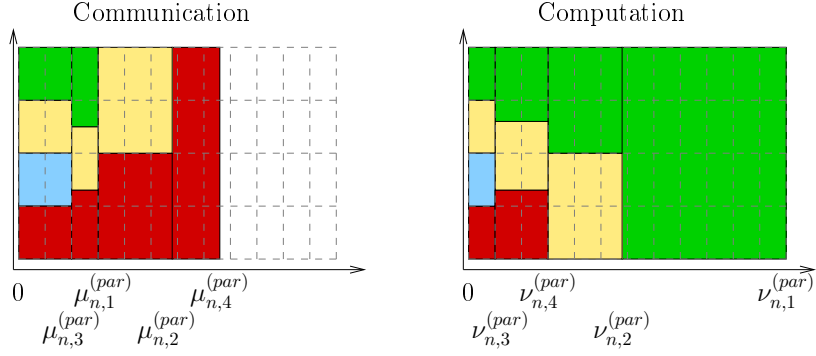 Communication
Computation
0 μ_{n,1}^{(par)} μ_{n,4}^{(par)}
μ_{n,3}^{(par)} μ_{n,2}^{(par)}
0 ν_{n,4}^{(par)} ν_{n,1}^{(par)}
ν_{n,3}^{(par)} ν_{n,2}^{(par)}